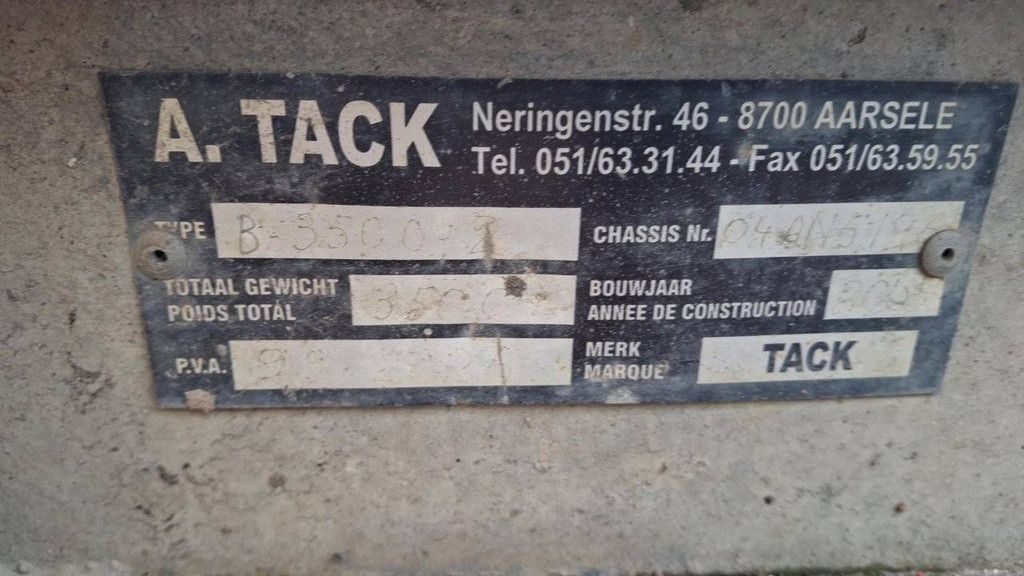 A. TACK
Neringenstr. 46 - 8700 AARSELE
Tel. 051/63.31.44 - Fax 051/63.59.55
TYPE
CHASSIS Nr.
TOTAAL GEWICHT
POIDS TOTAL
BOUWJAAR
ANNEE DE CONSTRUCTION
P.V.A.
MERK
MARQUE
TACK